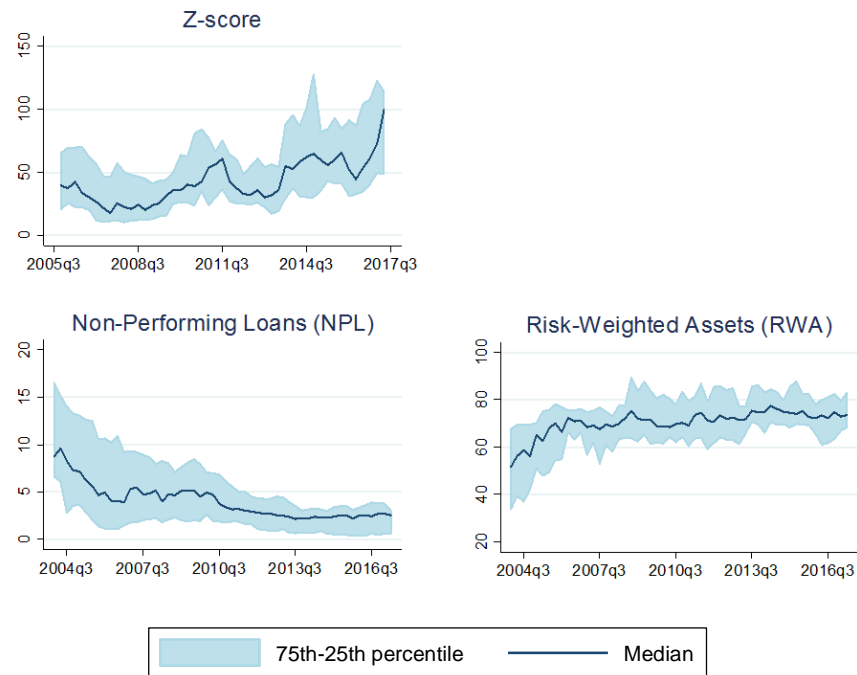 Z-score
150
100
50
0
2005q3 2008q3 2011q3 2014q3 2017q3
Non-Performing Loans (NPL)
20
15
10
5
0
2004q3 2007q3 2010q3 2013q3 2016q3
Risk-Weighted Assets (RWA)
100
80
60
40
20
2004q3 2007q3 2010q3 2013q3 2016q3
75th-25th percentile Median